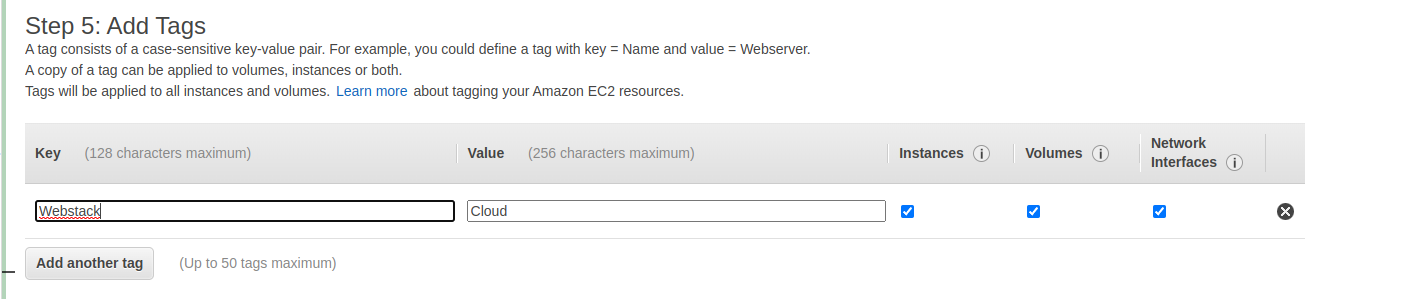 Step 5: Add Tags
A tag consists of a case-sensitive key-value pair. For example, you could define a tag with key = Name and value = Webserver.
A copy of a tag can be applied to volumes, instances or both.
Tags will be applied to all instances and volumes. Learn more about tagging your Amazon EC2 resources.
Key (128 characters maximum) Value (256 characters maximum) Instances i Volumes i Network Interfaces i
Webstack Cloud
Add another tag (Up to 50 tags maximum)